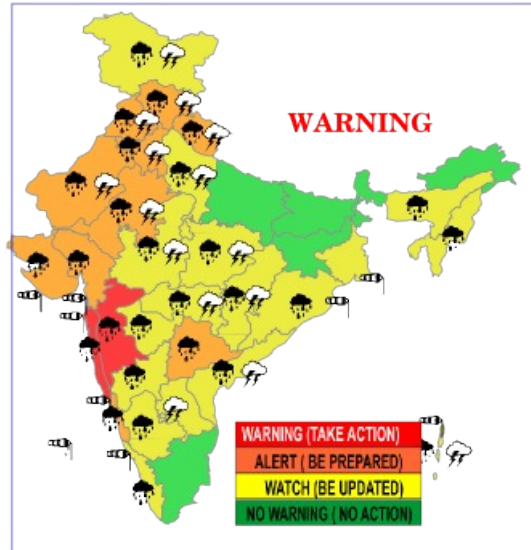 WARNING
WARNING (TAKE ACTION)
ALERT ( BE PREPARED)
WATCH (BE UPDATED)
NO WARNING ( NO ACTION)